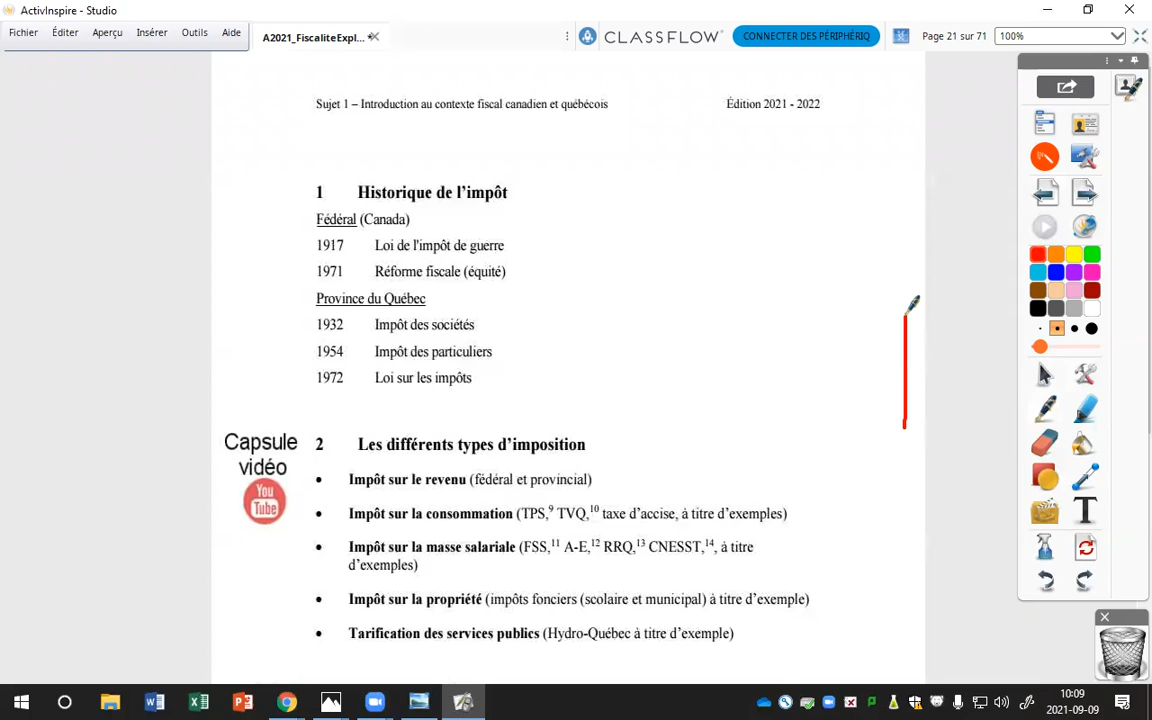 ActivInspire - Studio
Fichier Éditer Aperçu Insérer Outils Aide
A2021_FiscaliteExpl...
CLASSFLOW
CONNECTER DES PÉRIPHÉRIQ
Page 21 sur 71
100%
Sujet 1 – Introduction au contexte fiscal canadien et québécois Édition 2021 - 2022
1 Historique de l'impôt
Fédéral (Canada)
1917 Loi de l'impôt de guerre
1971 Réforme fiscale (équité)
Province du Québec
1932 Impôt des sociétés
1954 Impôt des particuliers
1972 Loi sur les impôts
Capsule
vidéo
You
Tube
2 Les différents types d'imposition
• Impôt sur le revenu (fédéral et provincial)
• Impôt sur la consommation (TPS,9 TVQ,10 taxe d'accise, à titre d'exemples)
• Impôt sur la masse salariale (FSS,11 A-E,12 RRQ,13 CNESST,14, à titre
d'exemples)
• Impôt sur la propriété (impôts fonciers (scolaire et municipal) à titre d'exemple)
• Tarification des services publics (Hydro-Québec à titre d'exemple)
T
10:09
2021-09-09